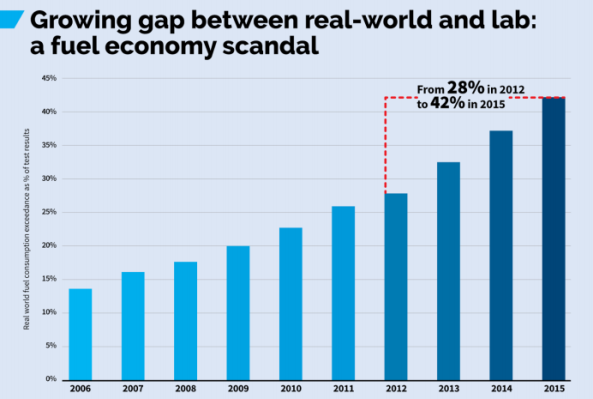 Growing gap between real-world and lab:
a fuel economy scandal
Real world fuel consumption exceedance as % of test results
45%
40%
35%
30%
25%
20%
15%
10%
5%
0%
From 28% in 2012
to 42% in 2015
2006 2007 2008 2009 2010 2011 2012 2013 2014 2015